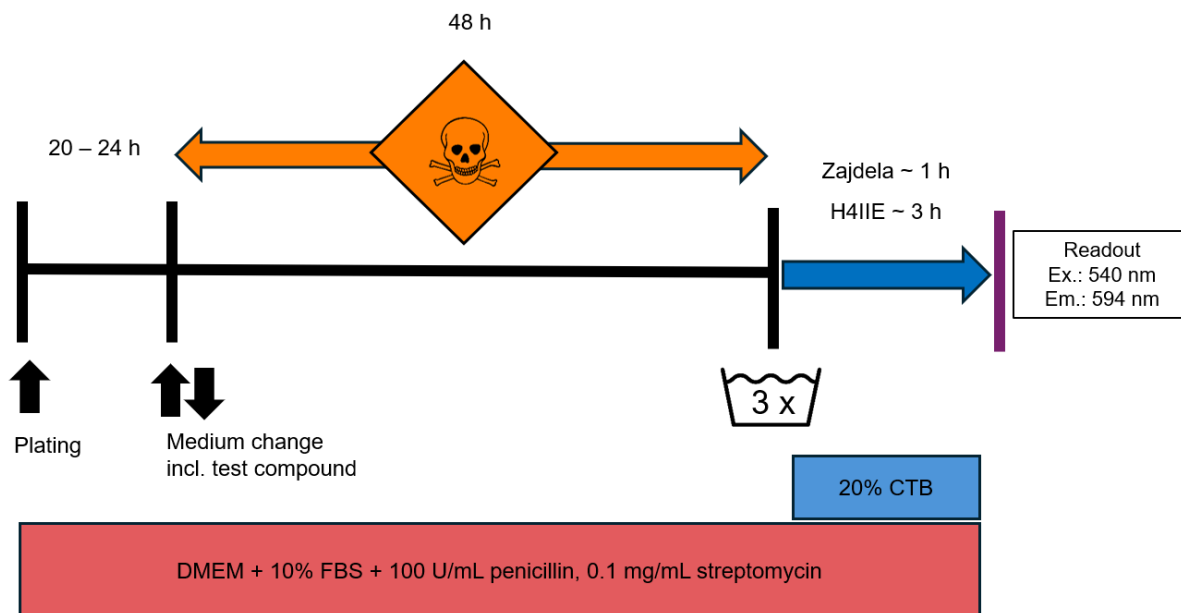 48 h
20 – 24 h
Zajdela ~ 1 h
H4IIE ~ 3 h
Readout
Ex.: 540 nm
Em.: 594 nm
3 x
Plating
Medium change
incl. test compound
20% CTB
DMEM + 10% FBS + 100 U/mL penicillin, 0.1 mg/mL streptomycin